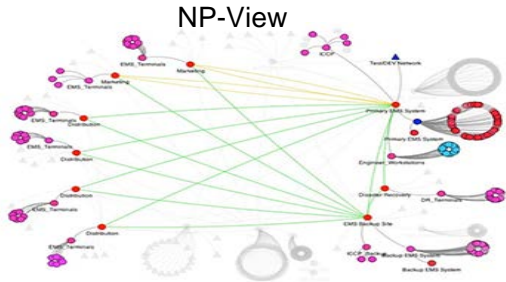 NP-View
ICCP
Test/DEV Network
EMS_Terminals
Marketing
EMS_Terminals
Marketing
Primary EMS System
EMS_Terminals
Distribution
Primary EMS System
EMS_Terminals
Distribution
Engineer_Workstations
Disaster Recovery
DR_Terminals
EMS_Terminals
Distribution
EMS Backup Site
EMS_Terminals
Distribution
ICCP_Backup
Backup EMS System
Backup EMS System